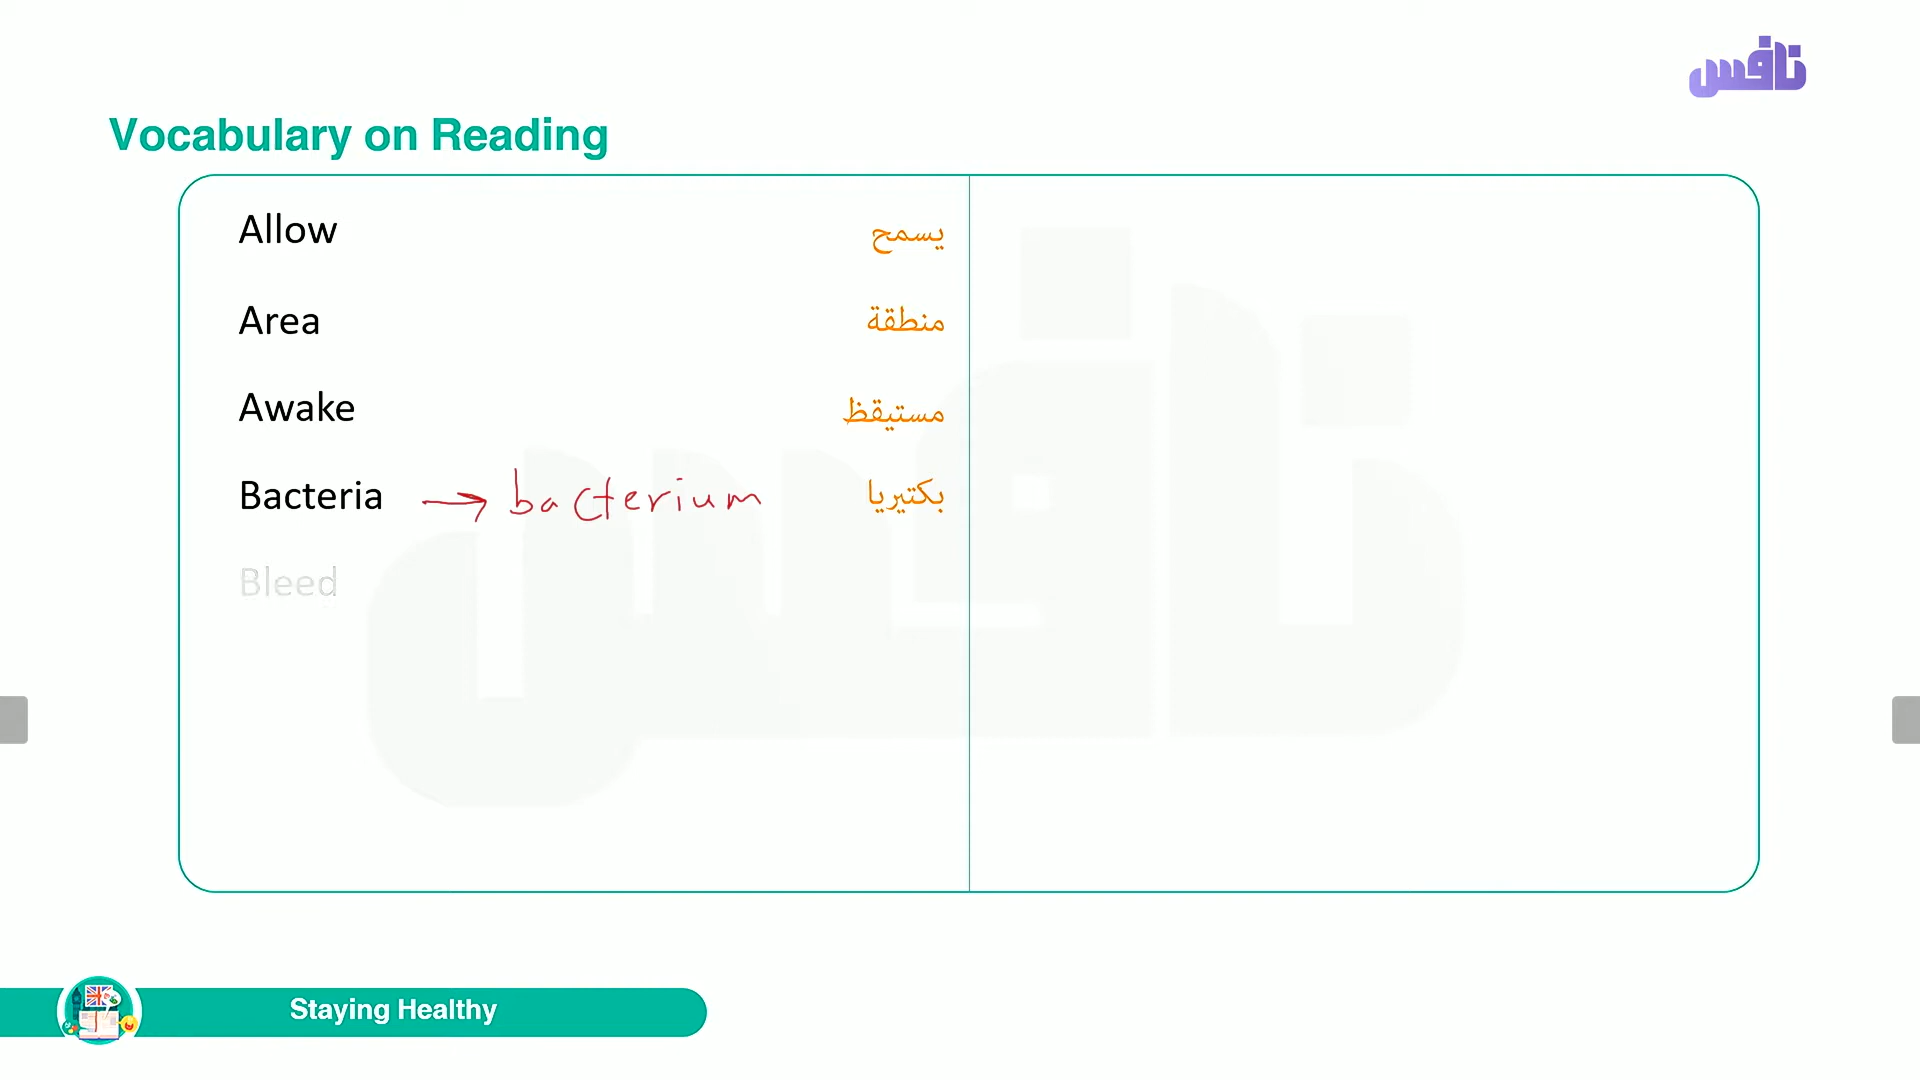 نافس
Vocabulary on Reading
Allow يسمح
Area منطقة
Awake مستيقظ
Bacteria → bacterium بكتيريا
Bleed
Staying Healthy